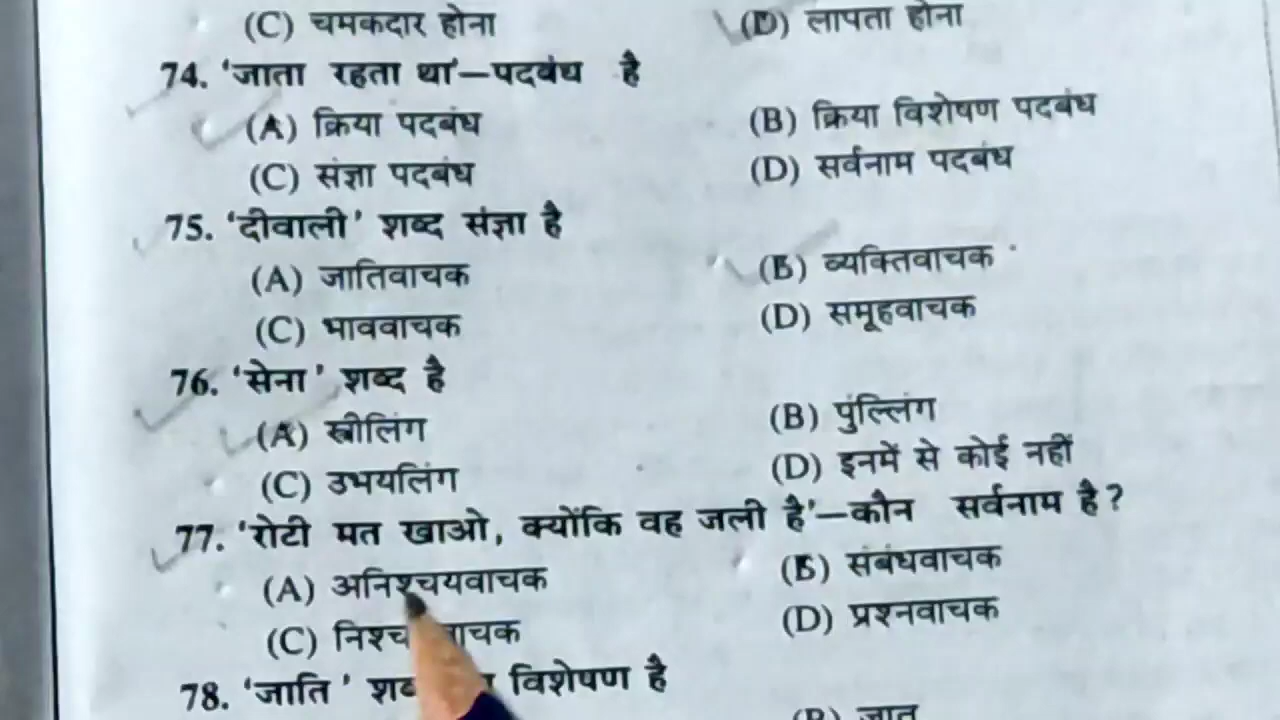 (C) चमकदार होना (D) लापता होना
74. 'जाता रहता था'–पदबंध है
(A) क्रिया पदबंध (B) क्रिया विशेषण पदबंध
(C) संज्ञा पदबंध (D) सर्वनाम पदबंध
75. 'दीवाली' शब्द संज्ञा है
(A) जातिवाचक (B) व्यक्तिवाचक
(C) भाववाचक (D) समूहवाचक
76. 'सेना' शब्द है
(A) स्त्रीलिंग (B) पुंल्लिंग
(C) उभयलिंग (D) इनमें से कोई नहीं
77. 'रोटी मत खाओ, क्योंकि वह जली है'–कौन सर्वनाम है?
(A) अनिश्चयवाचक (B) संबंधवाचक
(C) (D) प्रश्नवाचक
78. 'जाति' विशेषण है
(B) जात